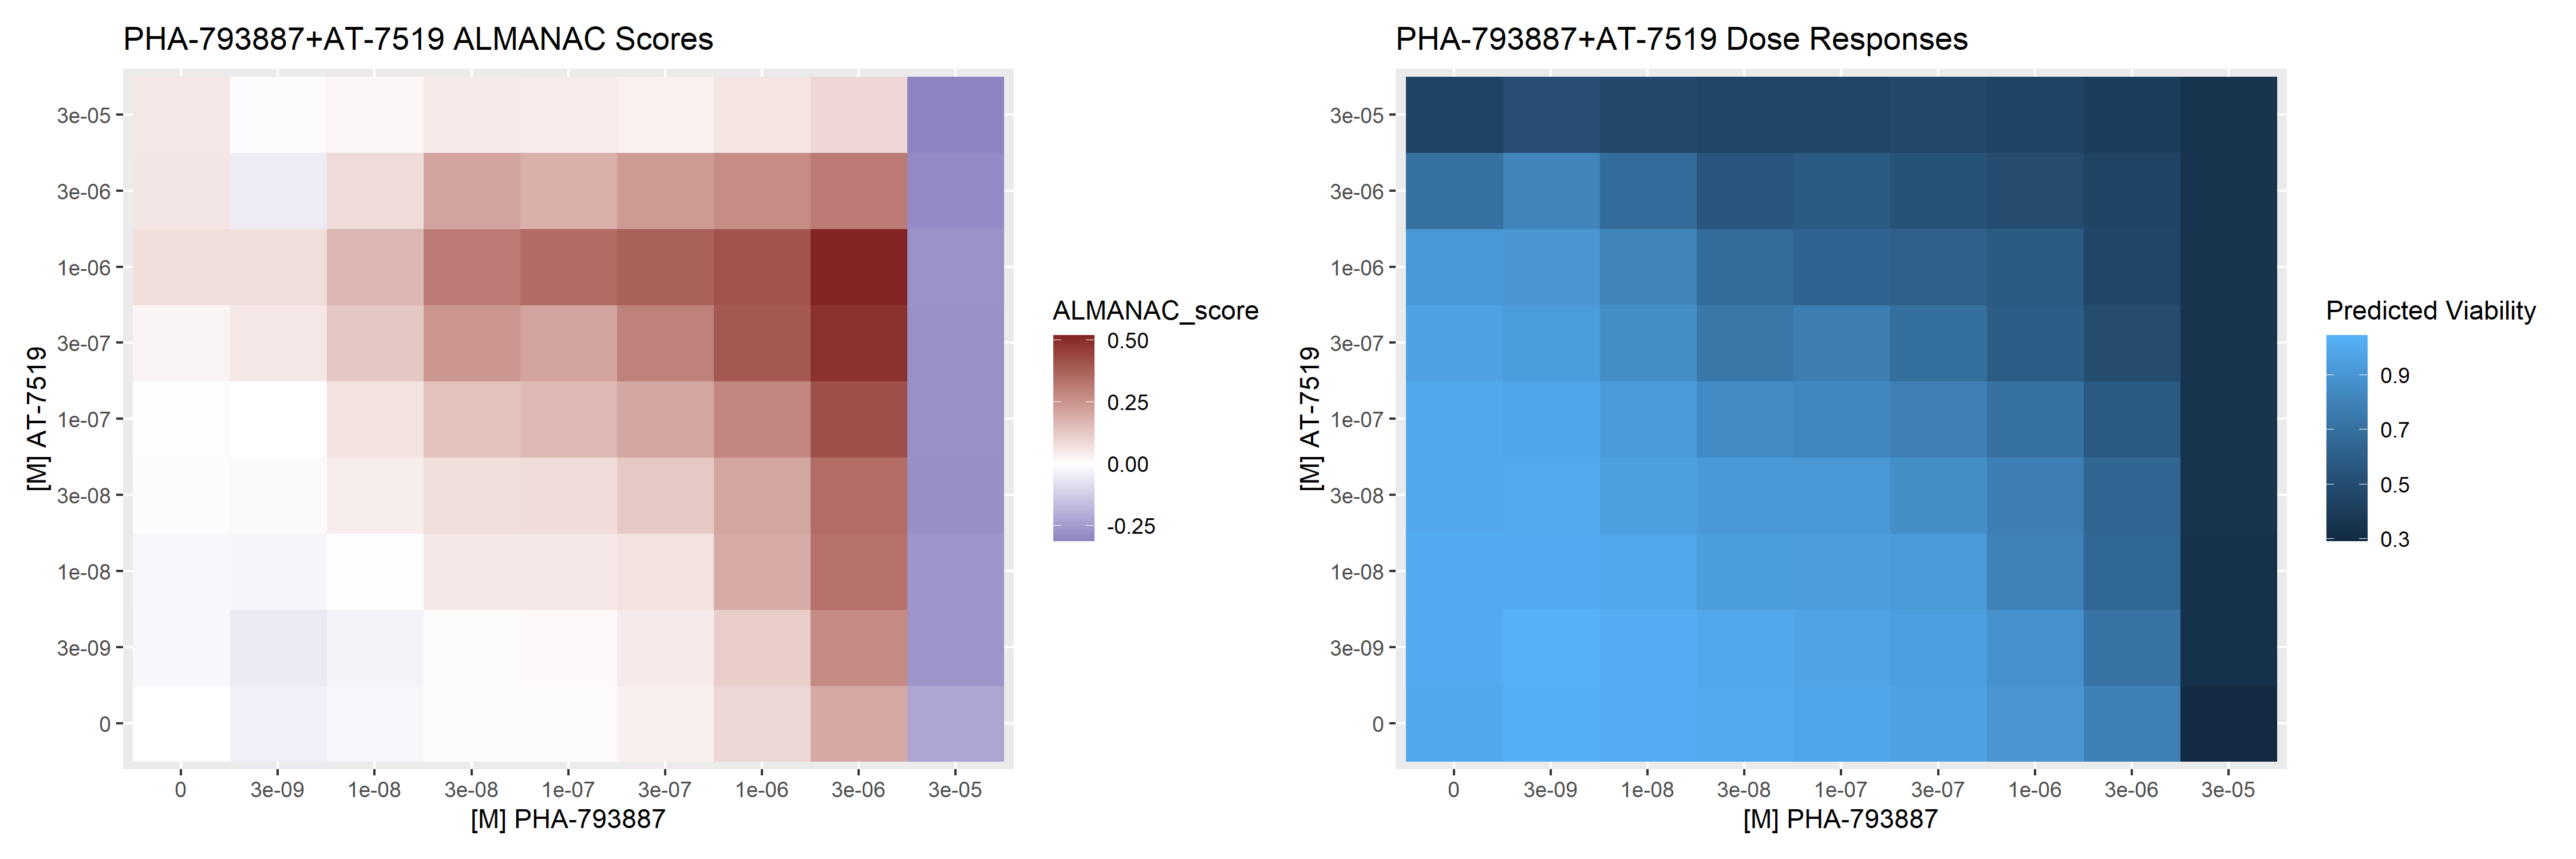 PHA-793887+AT-7519 ALMANAC Scores
3e-05
3e-06
1e-06
3e-07
1e-07
3e-08
1e-08
3e-09
0
[M] AT-7519
0 3e-09 1e-08 3e-08 1e-07 3e-07 1e-06 3e-06 3e-05
[M] PHA-793887
ALMANAC_score
0.50
0.25
0.00
-0.25
PHA-793887+AT-7519 Dose Responses
3e-05
3e-06
1e-06
3e-07
1e-07
3e-08
1e-08
3e-09
0
[M] AT-7519
0 3e-09 1e-08 3e-08 1e-07 3e-07 1e-06 3e-06 3e-05
[M] PHA-793887
Predicted Viability
0.9
0.7
0.5
0.3